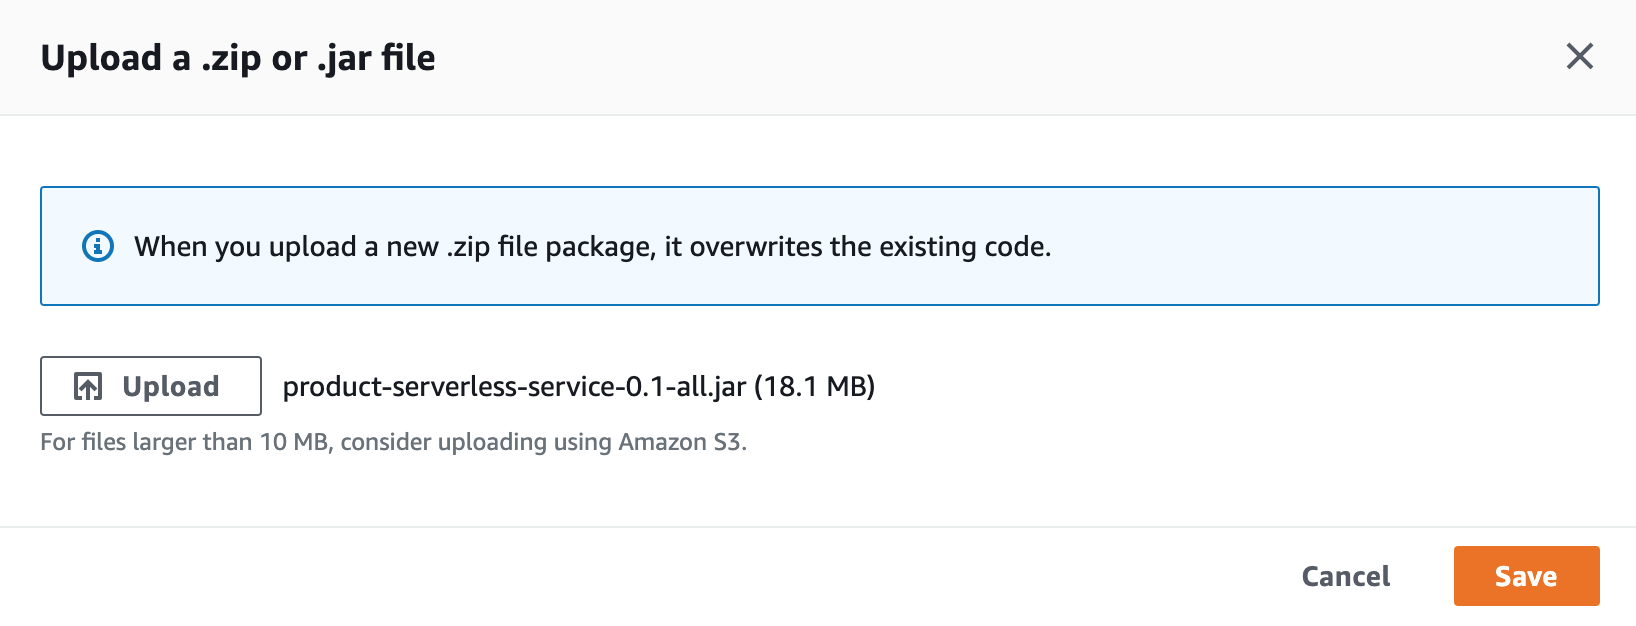 Upload a .zip or .jar file
When you upload a new .zip file package, it overwrites the existing code.
Upload product-serverless-service-0.1-all.jar (18.1 MB)
For files larger than 10 MB, consider uploading using Amazon S3.
Cancel Save